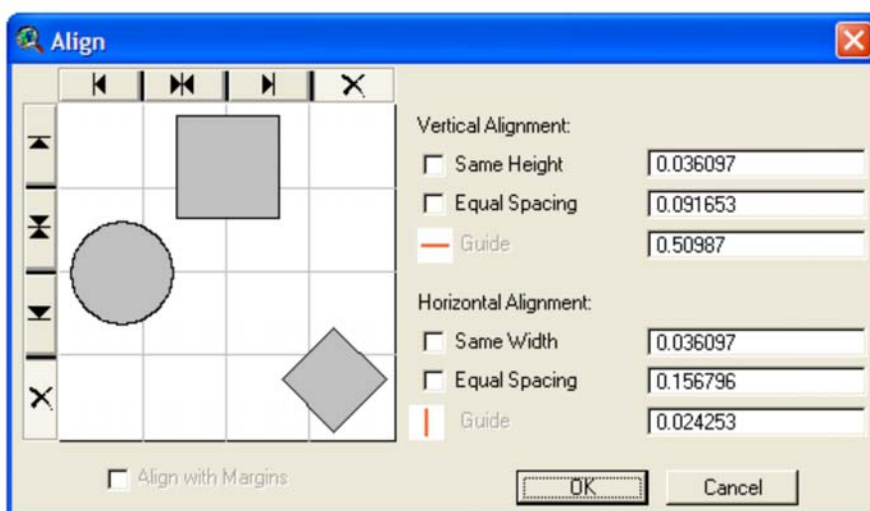 Align
Vertical Alignment:
Same Height 0.036097
Equal Spacing 0.091653
Guide 0.50987
Horizontal Alignment:
Same Width 0.036097
Equal Spacing 0.156796
Guide 0.024253
Align with Margins
OK Cancel